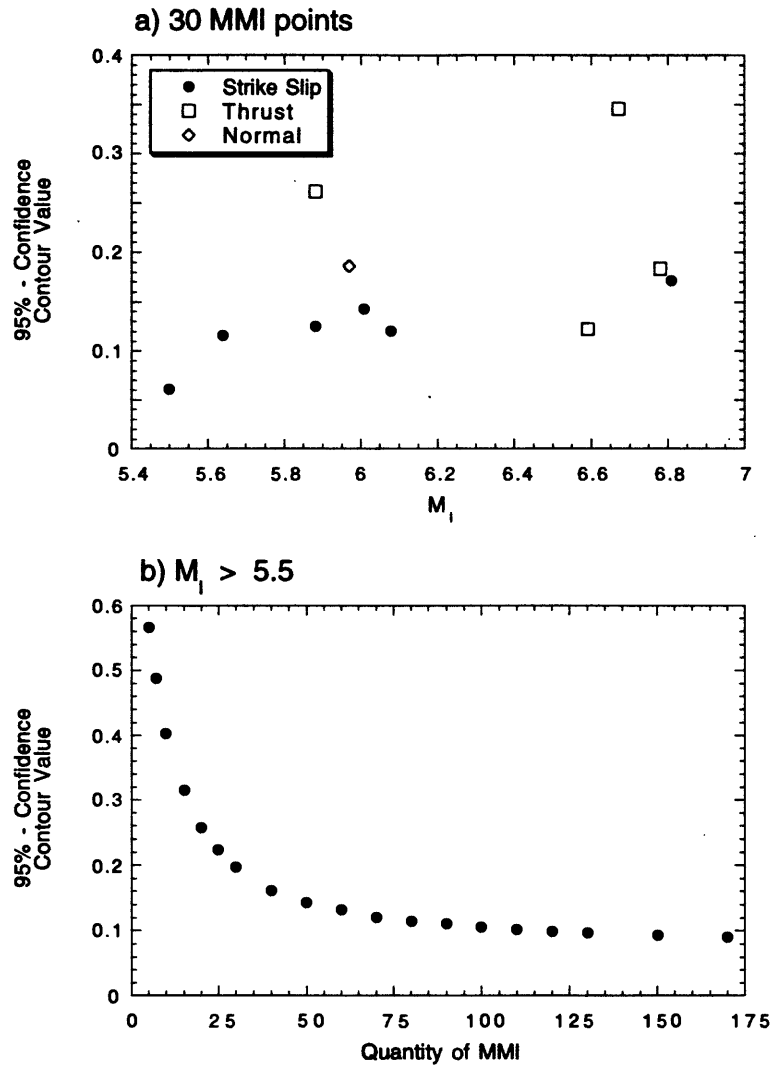 a) 30 MMI points
0.4
0.3
0.2
0.1
0
Strike Slip
Thrust
Normal
95% - Confidence
Contour Value
5.4 5.6 5.8 6 6.2 6.4 6.6 6.8 7
M_I
b) M_I > 5.5
0.6
0.5
0.4
0.3
0.2
0.1
0
95% - Confidence
Contour Value
0 25 50 75 100 125 150 175
Quantity of MMI